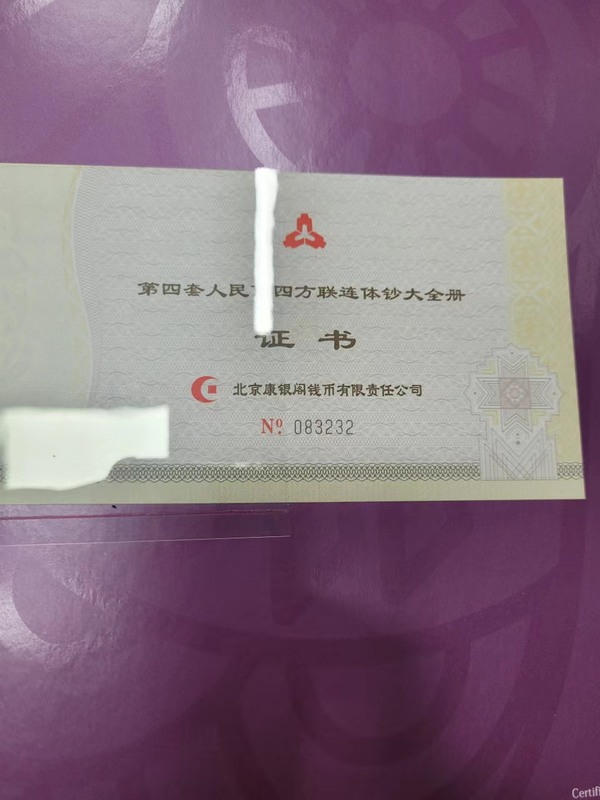 第四套人民 四方联连体钞大全册
证书
北京康银阁钱币有限责任公司
Nº 083232
Certifi